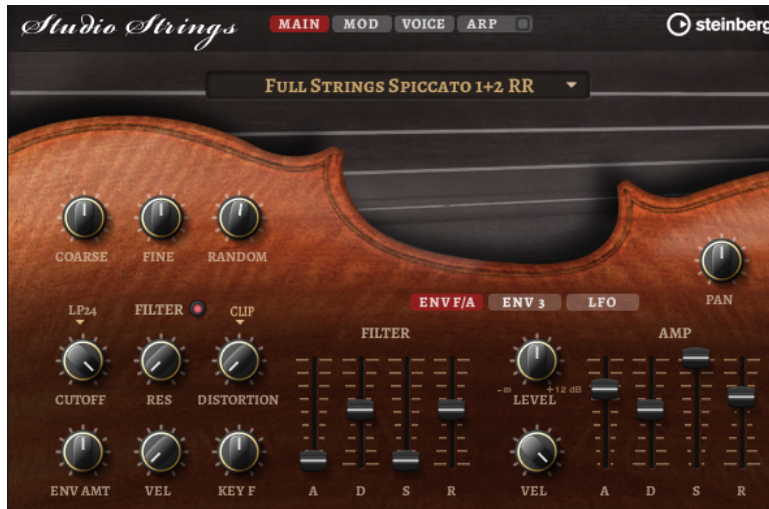 Studio Strings
MAIN MOD VOICE ARP
steinberg
FULL STRINGS SPICCATO 1+2 RR
COARSE FINE RANDOM
PAN
ENV F/A ENV 3 LFO
LP24 FILTER CLIP
FILTER
AMP
CUTOFF RES DISTORTION
-∞ +12 dB
LEVEL
ENV AMT VEL KEY F
A D S R
VEL
A D S R